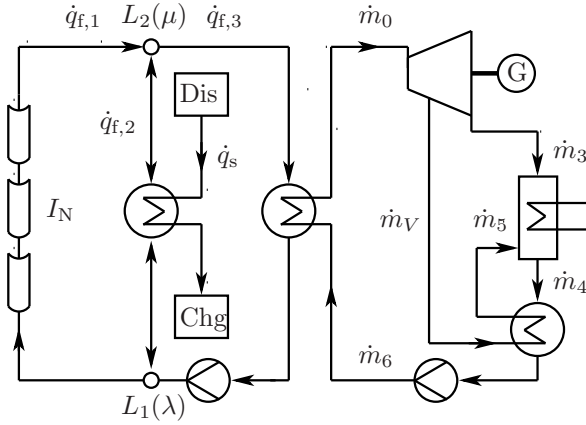 q̇f,1
L2(μ)
q̇f,3
ṁ0
Dis
G
q̇f,2
q̇s
ṁ3
IN
ṁV
ṁ5
ṁ4
Chg
ṁ6
L1(λ)